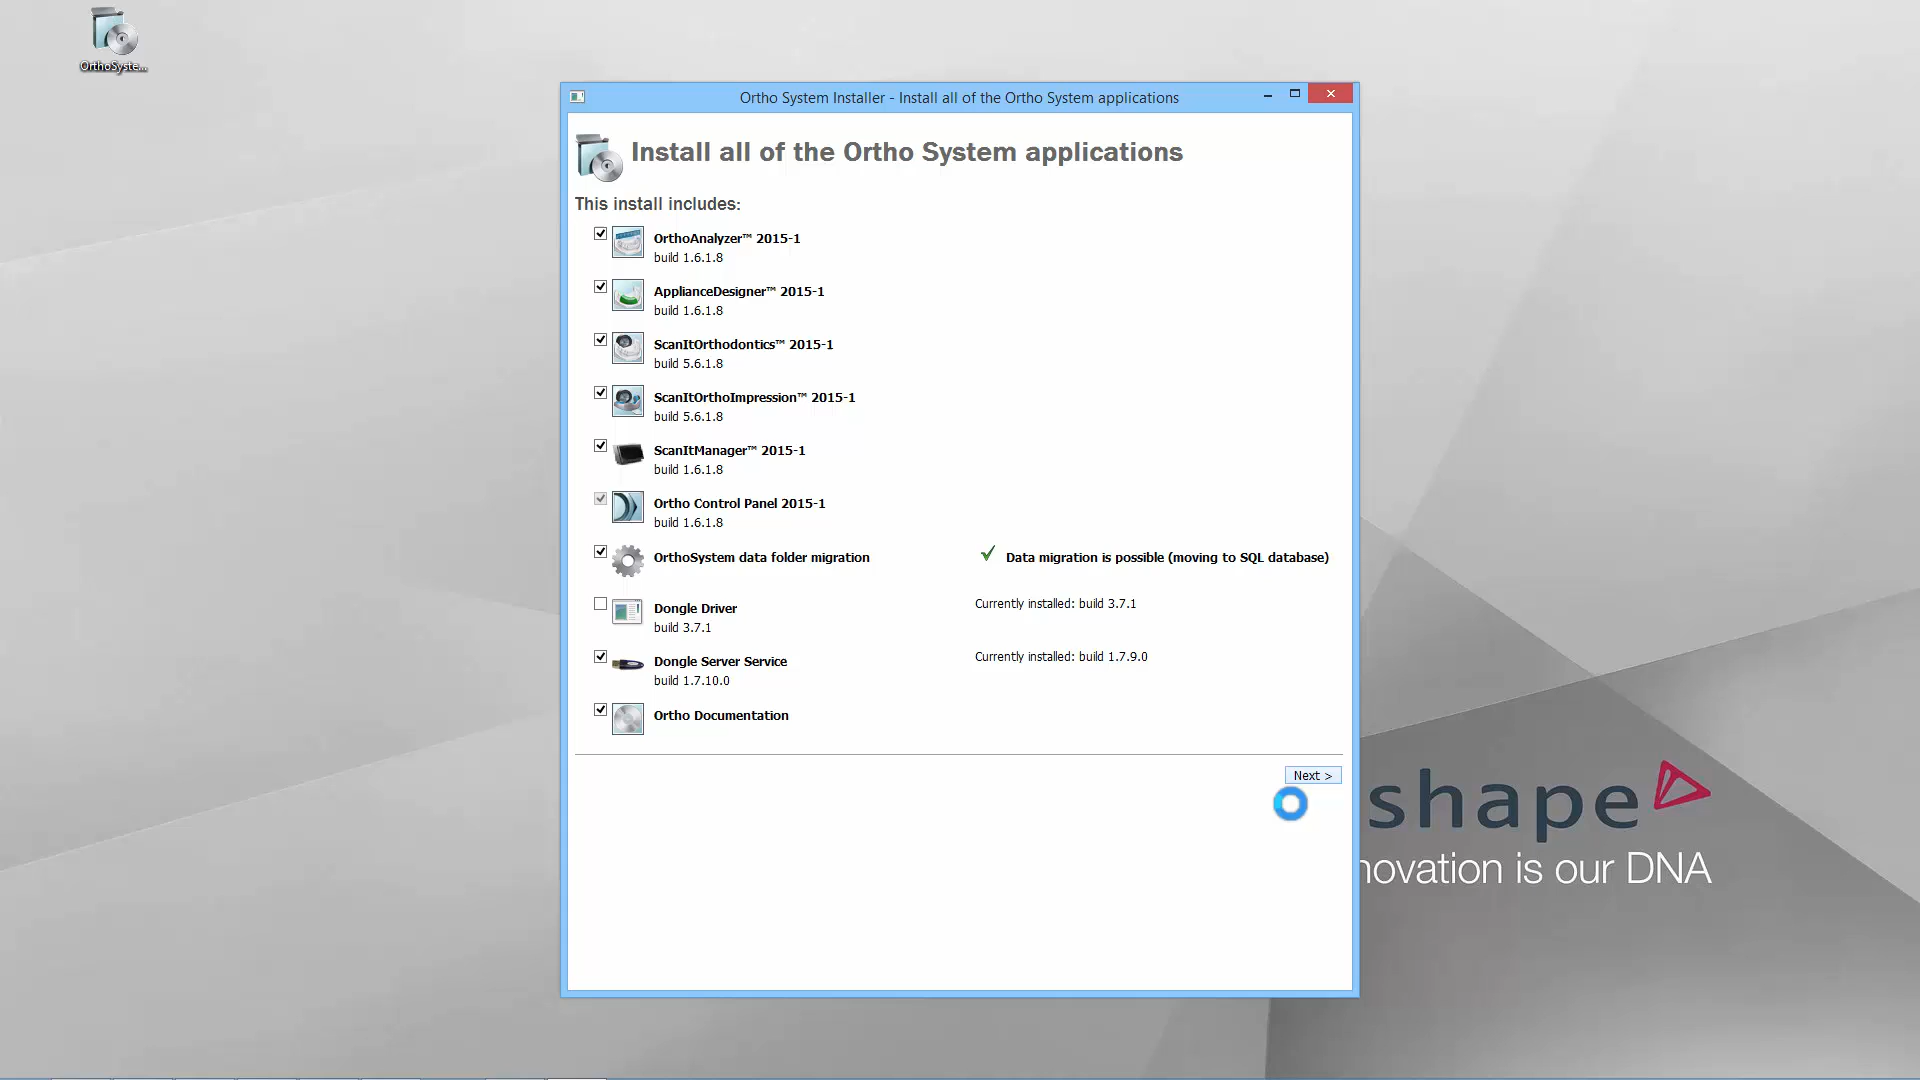 OrthoSyste...
Ortho System Installer - Install all of the Ortho System applications
Install all of the Ortho System applications
This install includes:
OrthoAnalyzer™ 2015-1
build 1.6.1.8
ApplianceDesigner™ 2015-1
build 1.6.1.8
ScanItOrthodontics™ 2015-1
build 5.6.1.8
ScanItOrthoImpression™ 2015-1
build 5.6.1.8
ScanItManager™ 2015-1
build 1.6.1.8
Ortho Control Panel 2015-1
build 1.6.1.8
OrthoSystem data folder migration
Data migration is possible (moving to SQL database)
Dongle Driver
build 3.7.1
Currently installed: build 3.7.1
Dongle Server Service
build 1.7.10.0
Currently installed: build 1.7.9.0
Ortho Documentation
Next >
shape
novation is our DNA